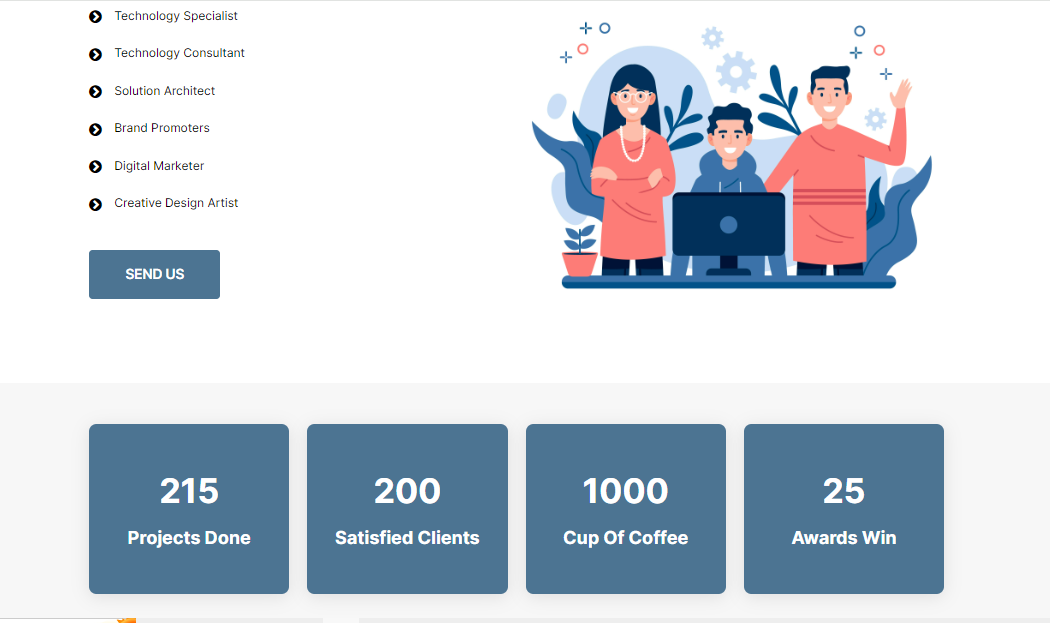 Technology Specialist
Technology Consultant
Solution Architect
Brand Promoters
Digital Marketer
Creative Design Artist
SEND US
215
Projects Done
200
Satisfied Clients
1000
Cup Of Coffee
25
Awards Win